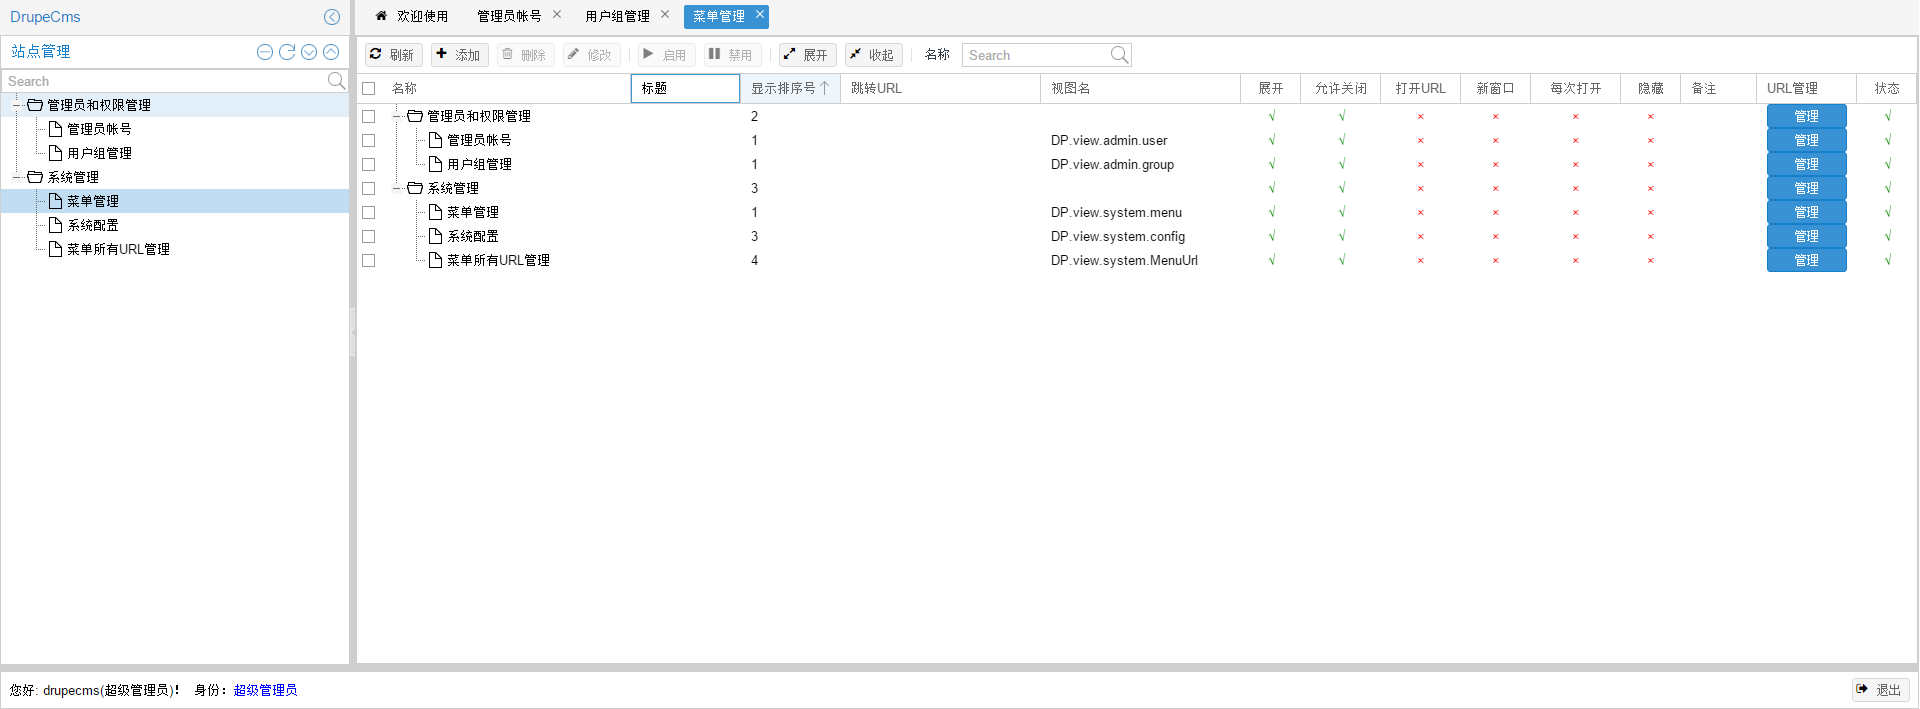 DrupeCms
欢迎使用 管理员帐号 用户组管理 菜单管理
站点管理
Search
管理员和权限管理
管理员帐号
用户组管理
系统管理
菜单管理
系统配置
菜单所有URL管理
刷新 添加 删除 修改 启用 禁用 展开 收起 名称 Search
名称 标题 显示排序号 跳转URL 视图名 展开 允许关闭 打开URL 新窗口 每次打开 隐藏 备注 URL管理 状态
管理员和权限管理 2 √ √ × × × × 管理 √
管理员帐号 1 DP.view.admin.user √ √ × × × × 管理 √
用户组管理 1 DP.view.admin.group √ √ × × × × 管理 √
系统管理 3 √ √ × × × × 管理 √
菜单管理 1 DP.view.system.menu √ √ × × × × 管理 √
系统配置 3 DP.view.system.config √ √ × × × × 管理 √
菜单所有URL管理 4 DP.view.system.MenuUrl √ √ × × × × 管理 √
您好: drupecms(超级管理员)! 身份: 超级管理员 退出